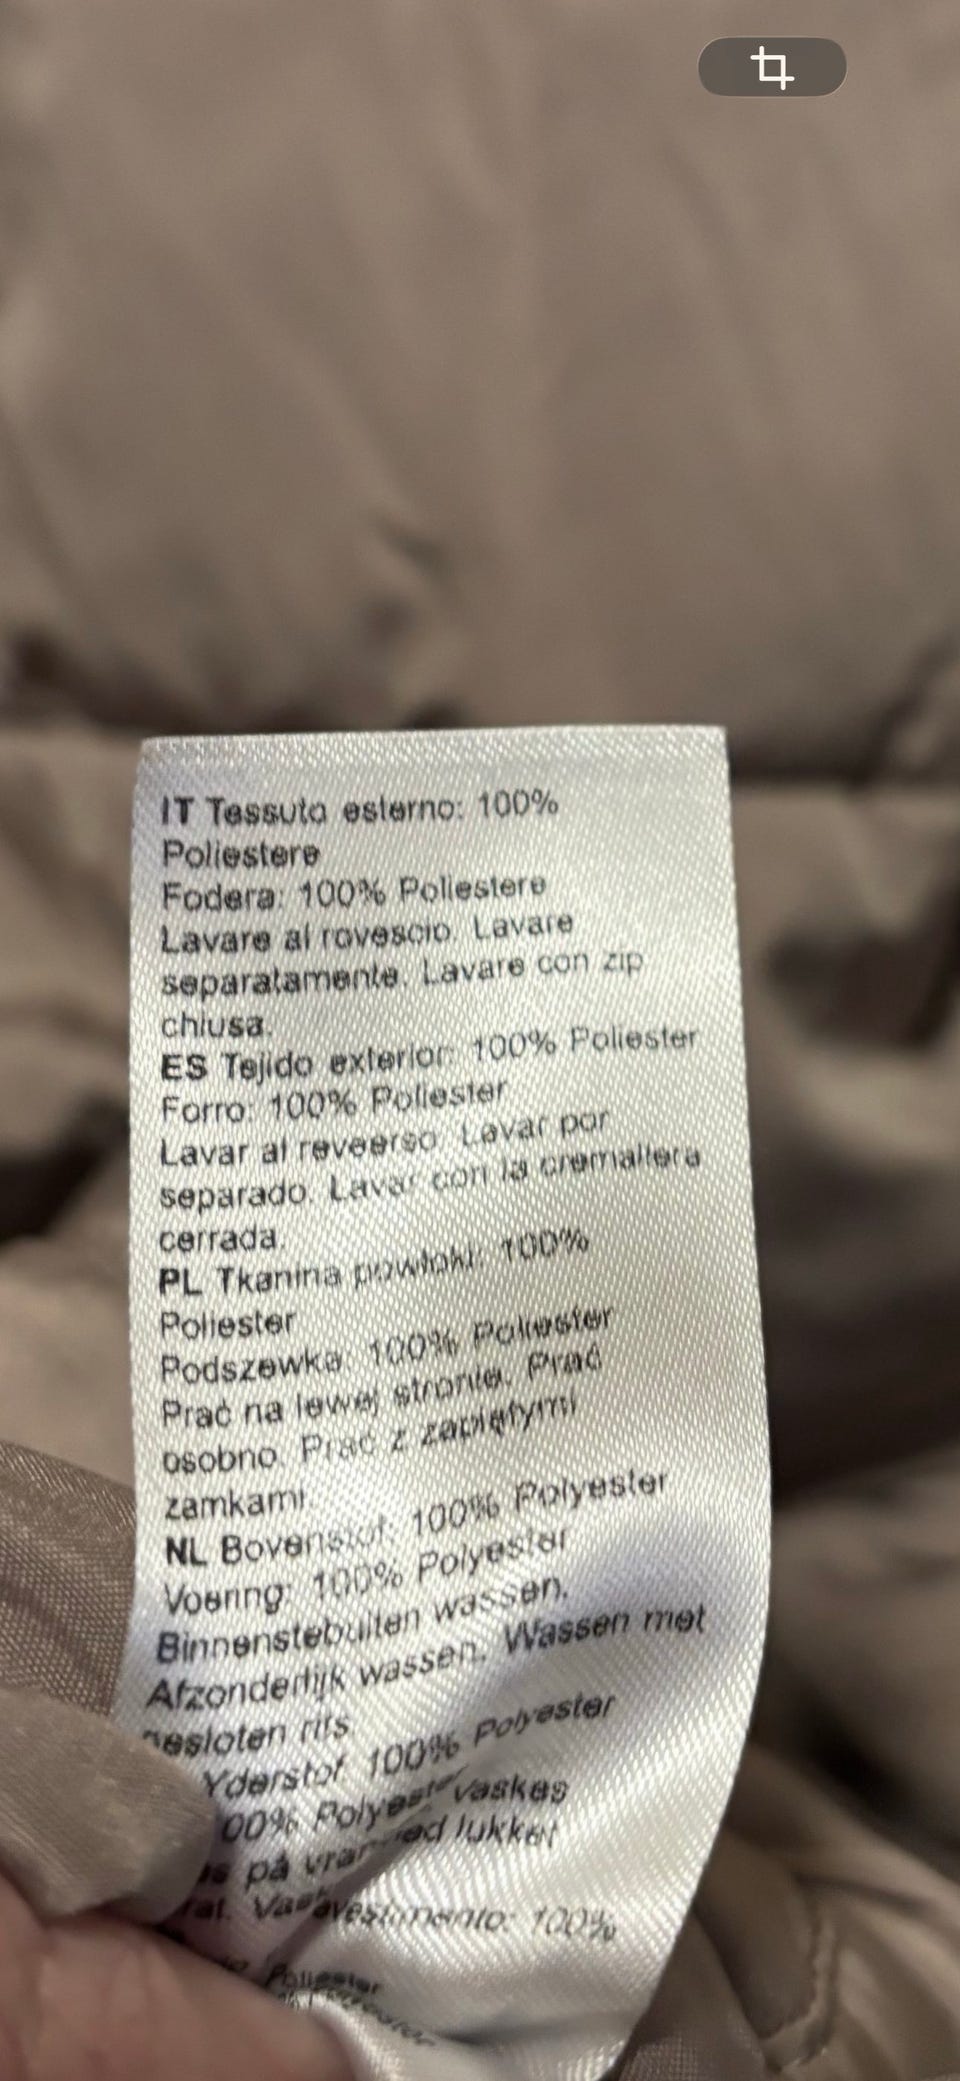 IT Tessuto esterno: 100%
Poliestere
Fodera: 100% Poliestere
Lavare al rovescio. Lavare
separatamente. Lavare con zip
chiusa.
ES Tejido exterior: 100% Poliester
Forro: 100% Poliester
Lavar al reveerso. Lavar por
separado. Lavar con la cremallera
cerrada.
PL Tkanina powłoki: 100%
Poliester
Podszewka: 100% Poliester
Prać na lewej stronie. Prać
osobno. Prać z zapiętymi
zamkami.
NL Bovenstof: 100% Polyester
Voering: 100% Polyester
Binnenstebuiten wassen.
Afzonderlijk wassen. Wassen met
gesloten rits
Yderstof 100% Polyester
00% Polyester
på vaskes
lukket
100%
Poliester